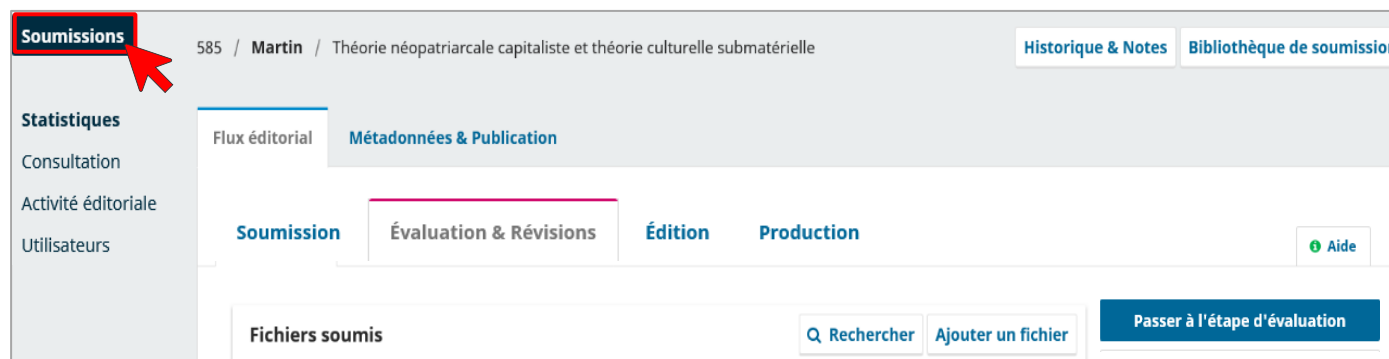 Soumissions
585 / Martin / Théorie néopatriarcale capitaliste et théorie culturelle submatérielle
Historique & Notes
Bibliothèque de soumission
Statistiques
Consultation
Activité éditoriale
Utilisateurs
Flux éditorial
Métadonnées & Publication
Soumission
Évaluation & Révisions
Édition
Production
Aide
Fichiers soumis
Rechercher
Ajouter un fichier
Passer à l'étape d'évaluation